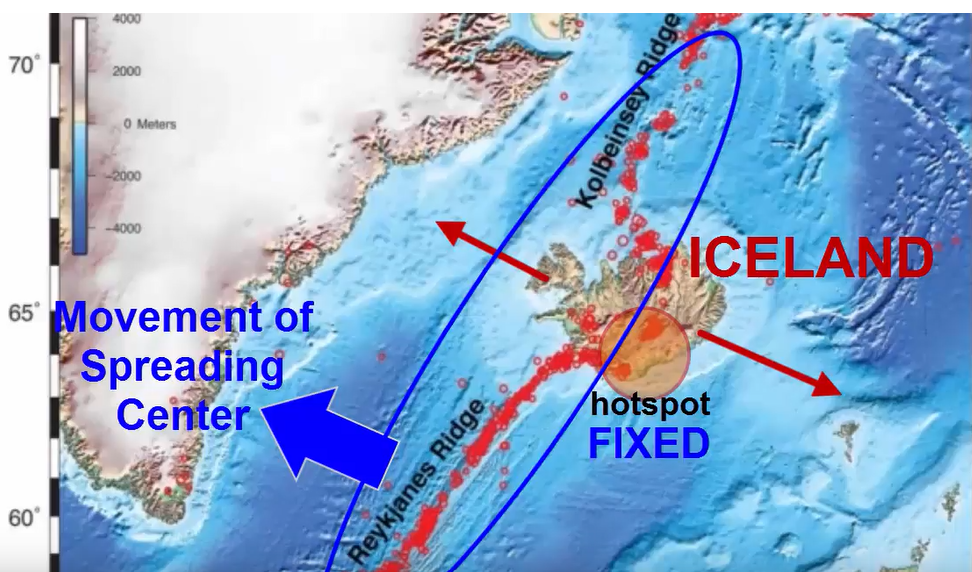 4000
2000
0 Meters
-2000
-4000
70°
65°
60°
Kolbeinsey Ridge
ICELAND
Movement of
Spreading
Center
hotspot
FIXED
Reykjanes Ridge